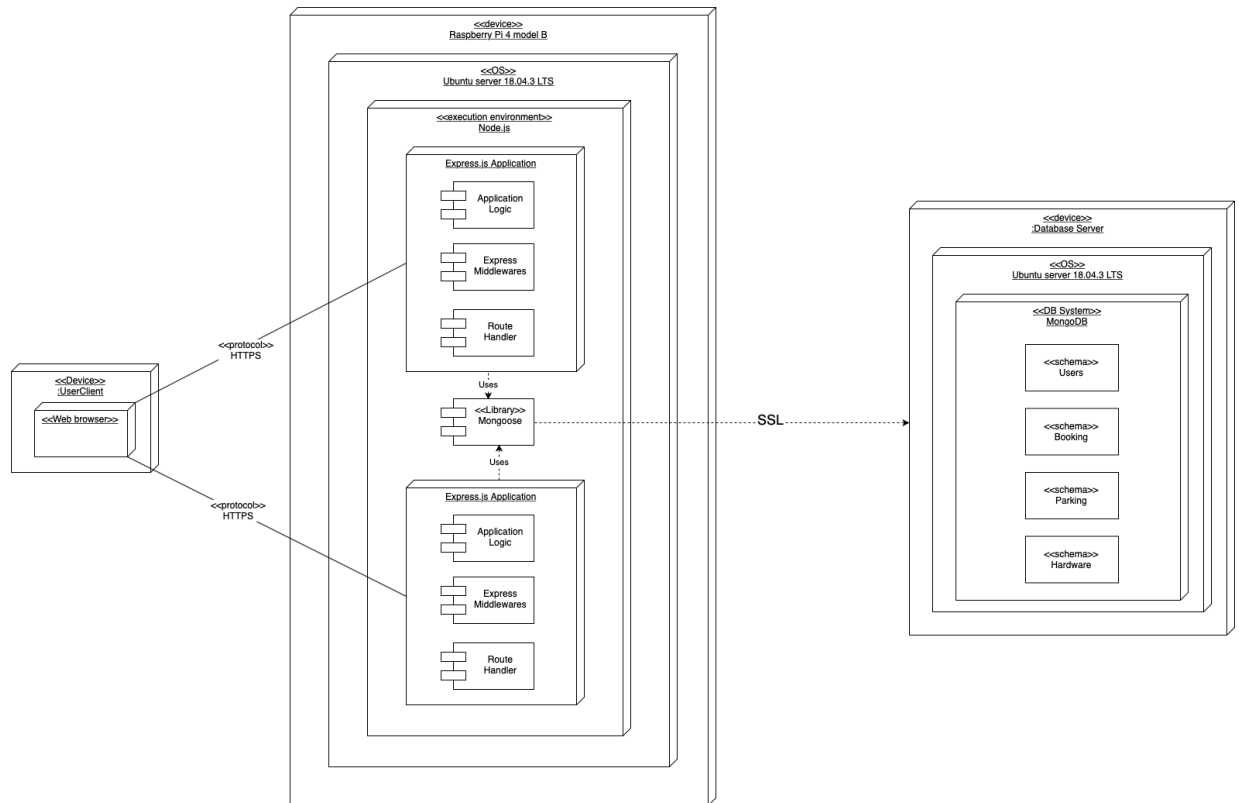 <<device>>
Raspberry Pi 4 model B
<<OS>>
Ubuntu server 18.04.3 LTS
<<execution environment>>
Node.js
Express.js Application
Application
Logic
Express
Middlewares
Route
Handler
Uses
<<Library>>
Mongoose
Uses
Express.js Application
Application
Logic
Express
Middlewares
Route
Handler
<<protocol>>
HTTPS
<<Device>>
:UserClient
<<Web browser>>
<<protocol>>
HTTPS
SSL
<<device>>
:Database Server
<<OS>>
Ubuntu server 18.04.3 LTS
<<DB System>>
MongoDB
<<schema>>
Users
<<schema>>
Booking
<<schema>>
Parking
<<schema>>
Hardware